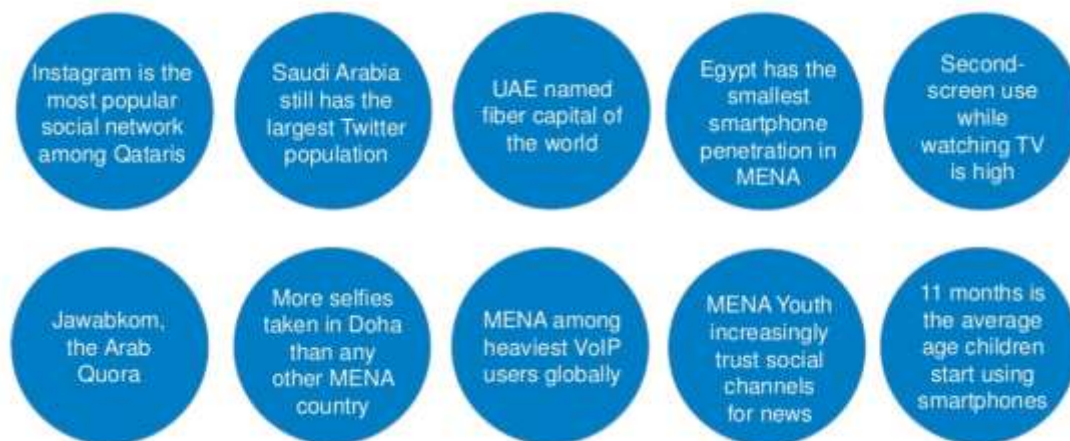 Instagram is the
most popular
social network
among Qataris
Saudi Arabia
still has the
largest Twitter
population
UAE named
fiber capital of
the world
Egypt has the
smallest
smartphone
penetration in
MENA
Second-
screen use
while
watching TV
is high
Jawabkom,
the Arab
Quora
More selfies
taken in Doha
than any
other MENA
country
MENA among
heaviest VoIP
users globally
MENA Youth
increasingly
trust social
channels
for news
11 months is
the average
age children
start using
smartphones